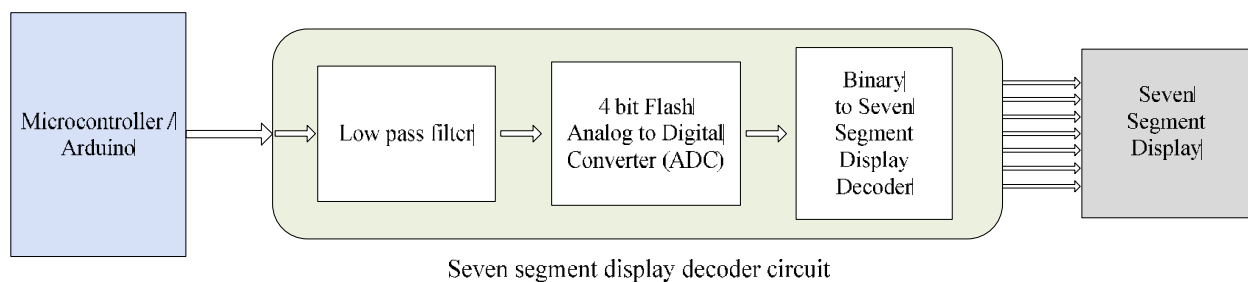 Microcontroller /
Arduino
Low pass filter
4 bit Flash
Analog to Digital
Converter (ADC)
Binary
to Seven
Segment
Display
Decoder
Seven
Segment
Display
Seven segment display decoder circuit